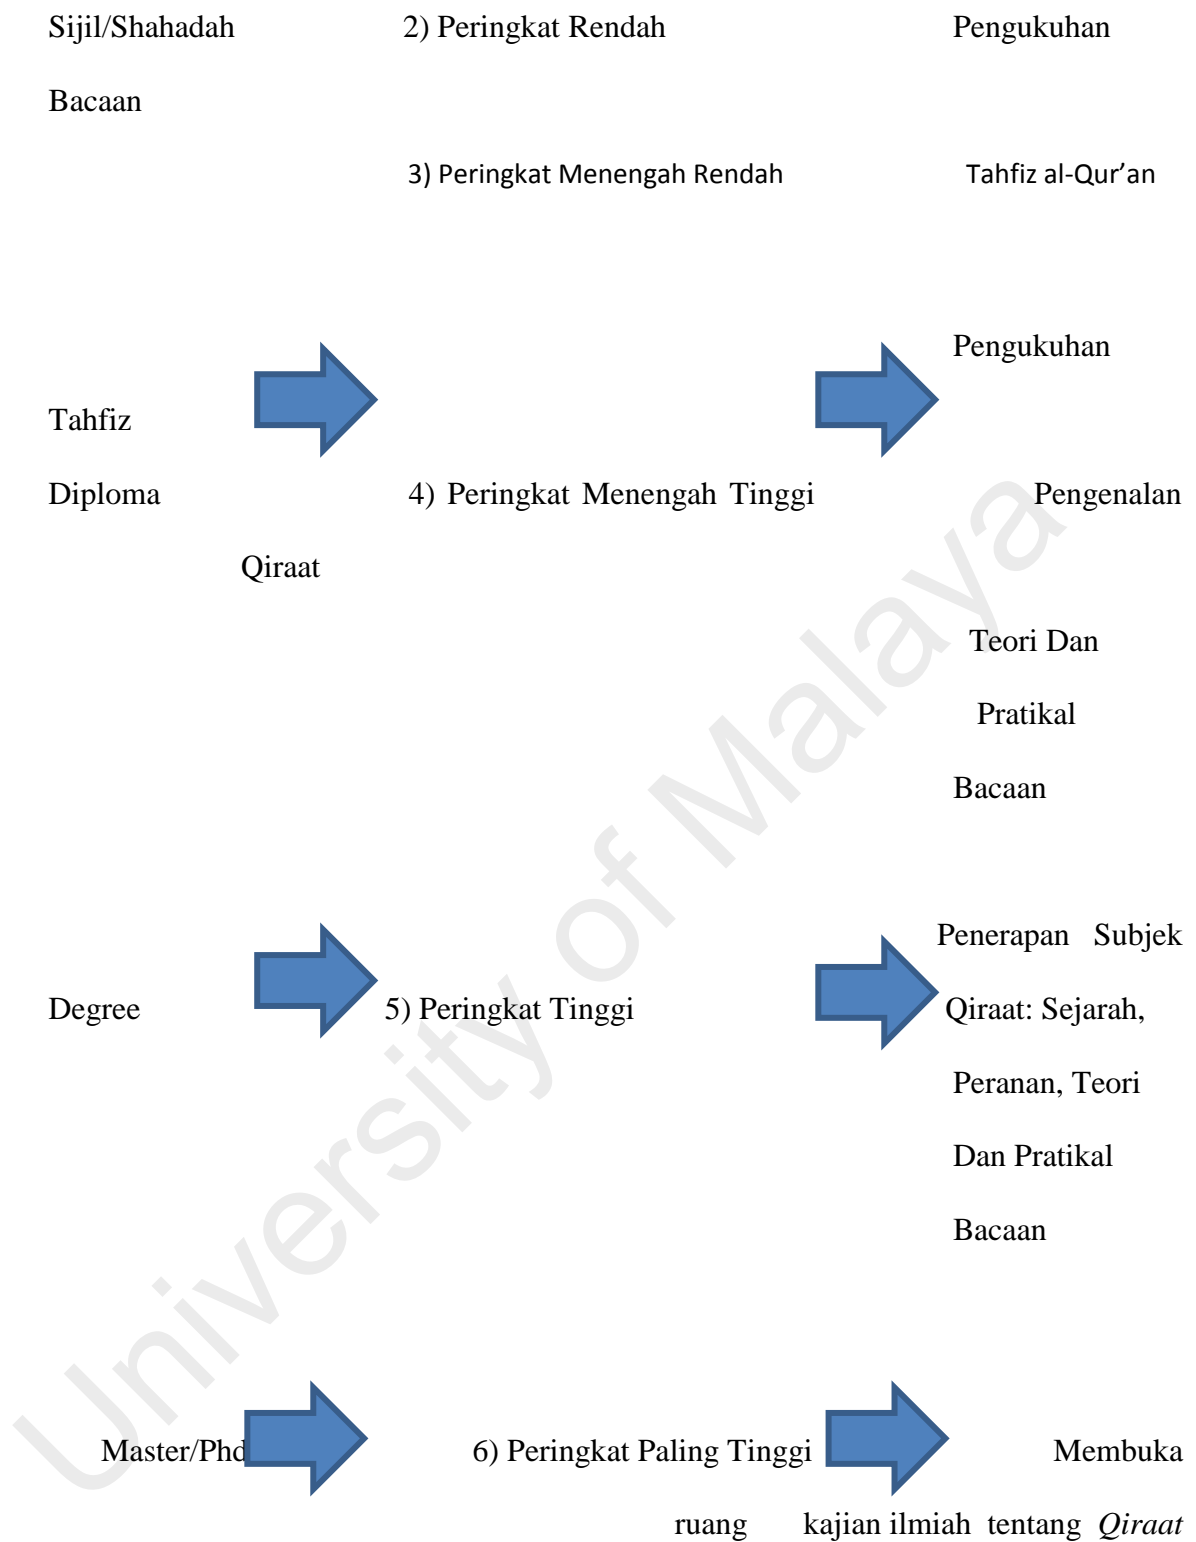 Sijil/Shahadah 2) Peringkat Rendah Pengukuhan
Bacaan
3) Peringkat Menengah Rendah Tahfiz al-Qur’an
Pengukuhan
Tahfiz
Diploma 4) Peringkat Menengah Tinggi Pengenalan
Qiraat
Teori Dan
Pratikal
Bacaan
Penerapan Subjek
Degree 5) Peringkat Tinggi Qiraat: Sejarah,
Peranan, Teori
Dan Pratikal
Bacaan
Master/Phd 6) Peringkat Paling Tinggi Membuka
ruang kajian ilmiah tentang Qiraat
University of Malaya